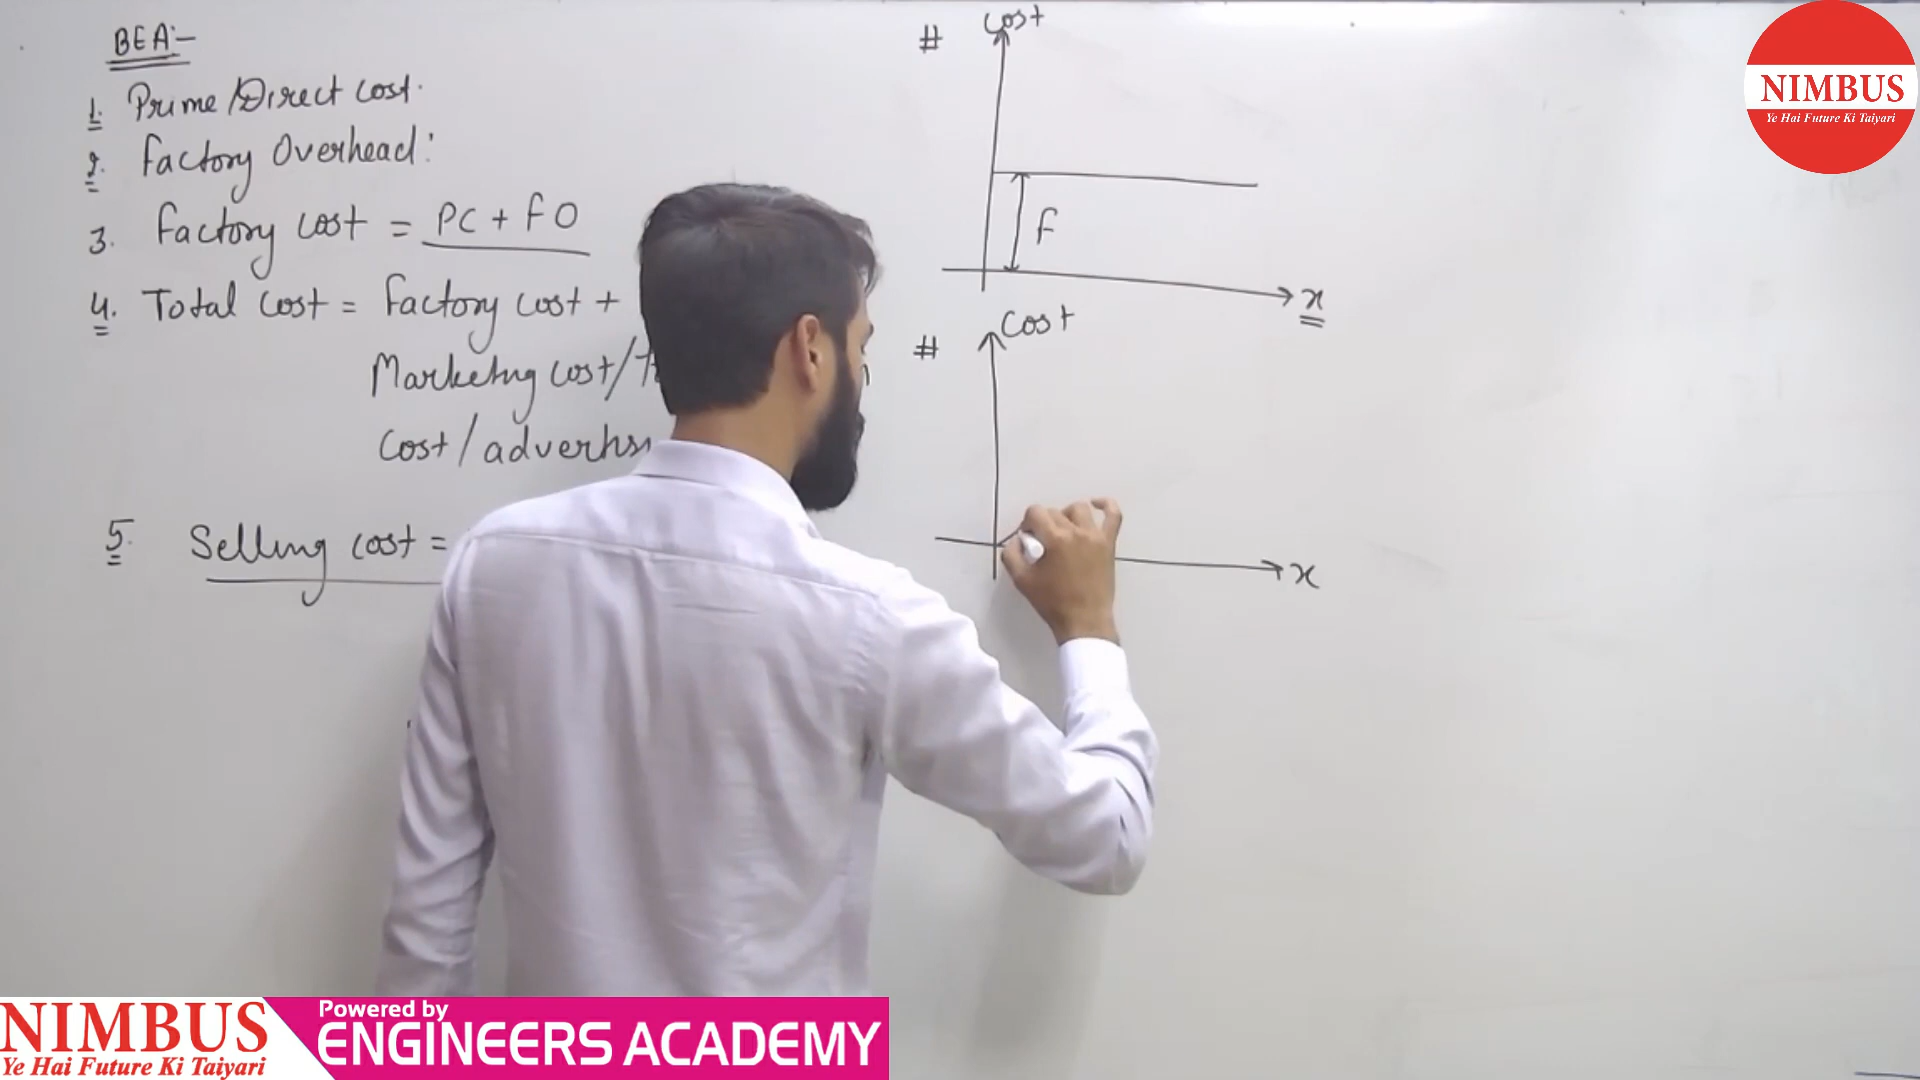 BEA:-
1. Prime/Direct cost.
2. Factory Overhead:
3. Factory cost = PC + FO
4. Total cost = Factory cost +
Marketing cost/
cost/
5. Selling cost =
# cost
F
x
# cost
x
NIMBUS
Ye Hai Future Ki Taiyari
NIMBUS
Ye Hai Future Ki Taiyari
Powered by
ENGINEERS ACADEMY